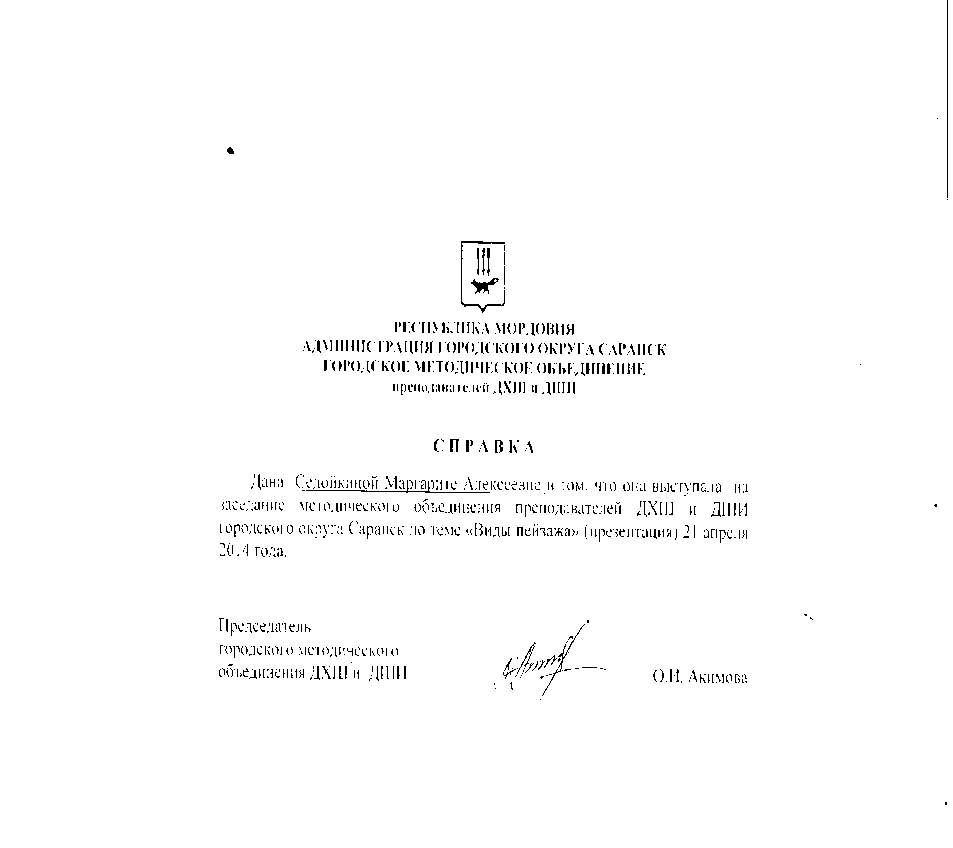 РЕСПУБЛИКА МОРДОВИЯ
АДМИНИСТРАЦИЯ ГОРОДСКОГО ОКРУГА САРАНСК
ГОРОДСКОЕ МЕТОДИЧЕСКОЕ ОБЪЕДИНЕНИЕ
преподавателей ДХШ и ДШИ
СПРАВКА
Дана Седойкиной Маргарите Алексеевне в том, что она выступала на
заседание методического объединения преподавателей ДХШ и ДШИ
городского округа Саранск по теме «Виды пейзажа» (презентация) 21 апреля
2014 года.
Председатель
городского методического
объединения ДХШ и ДШИ
О.Н. Акимова